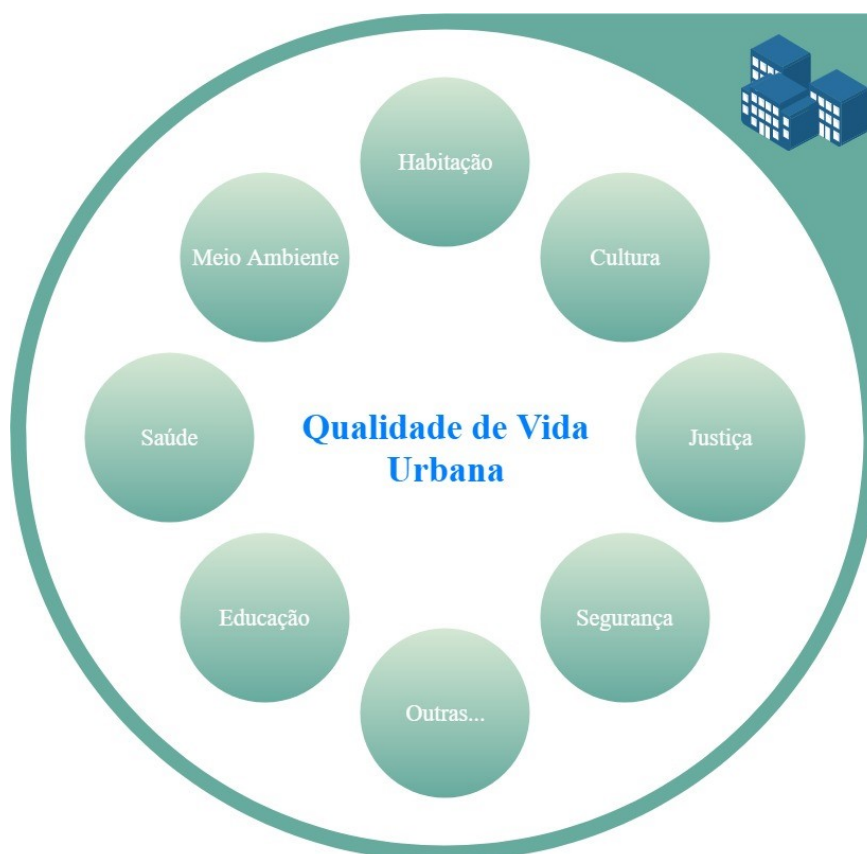 Habitação
Meio Ambiente
Cultura
Saúde
Qualidade de Vida
Urbana
Justiça
Educação
Segurança
Outras...